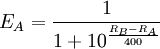 $E_A = \frac{1}{1 + 10^{\frac{R_B - R_A}{400}}}$